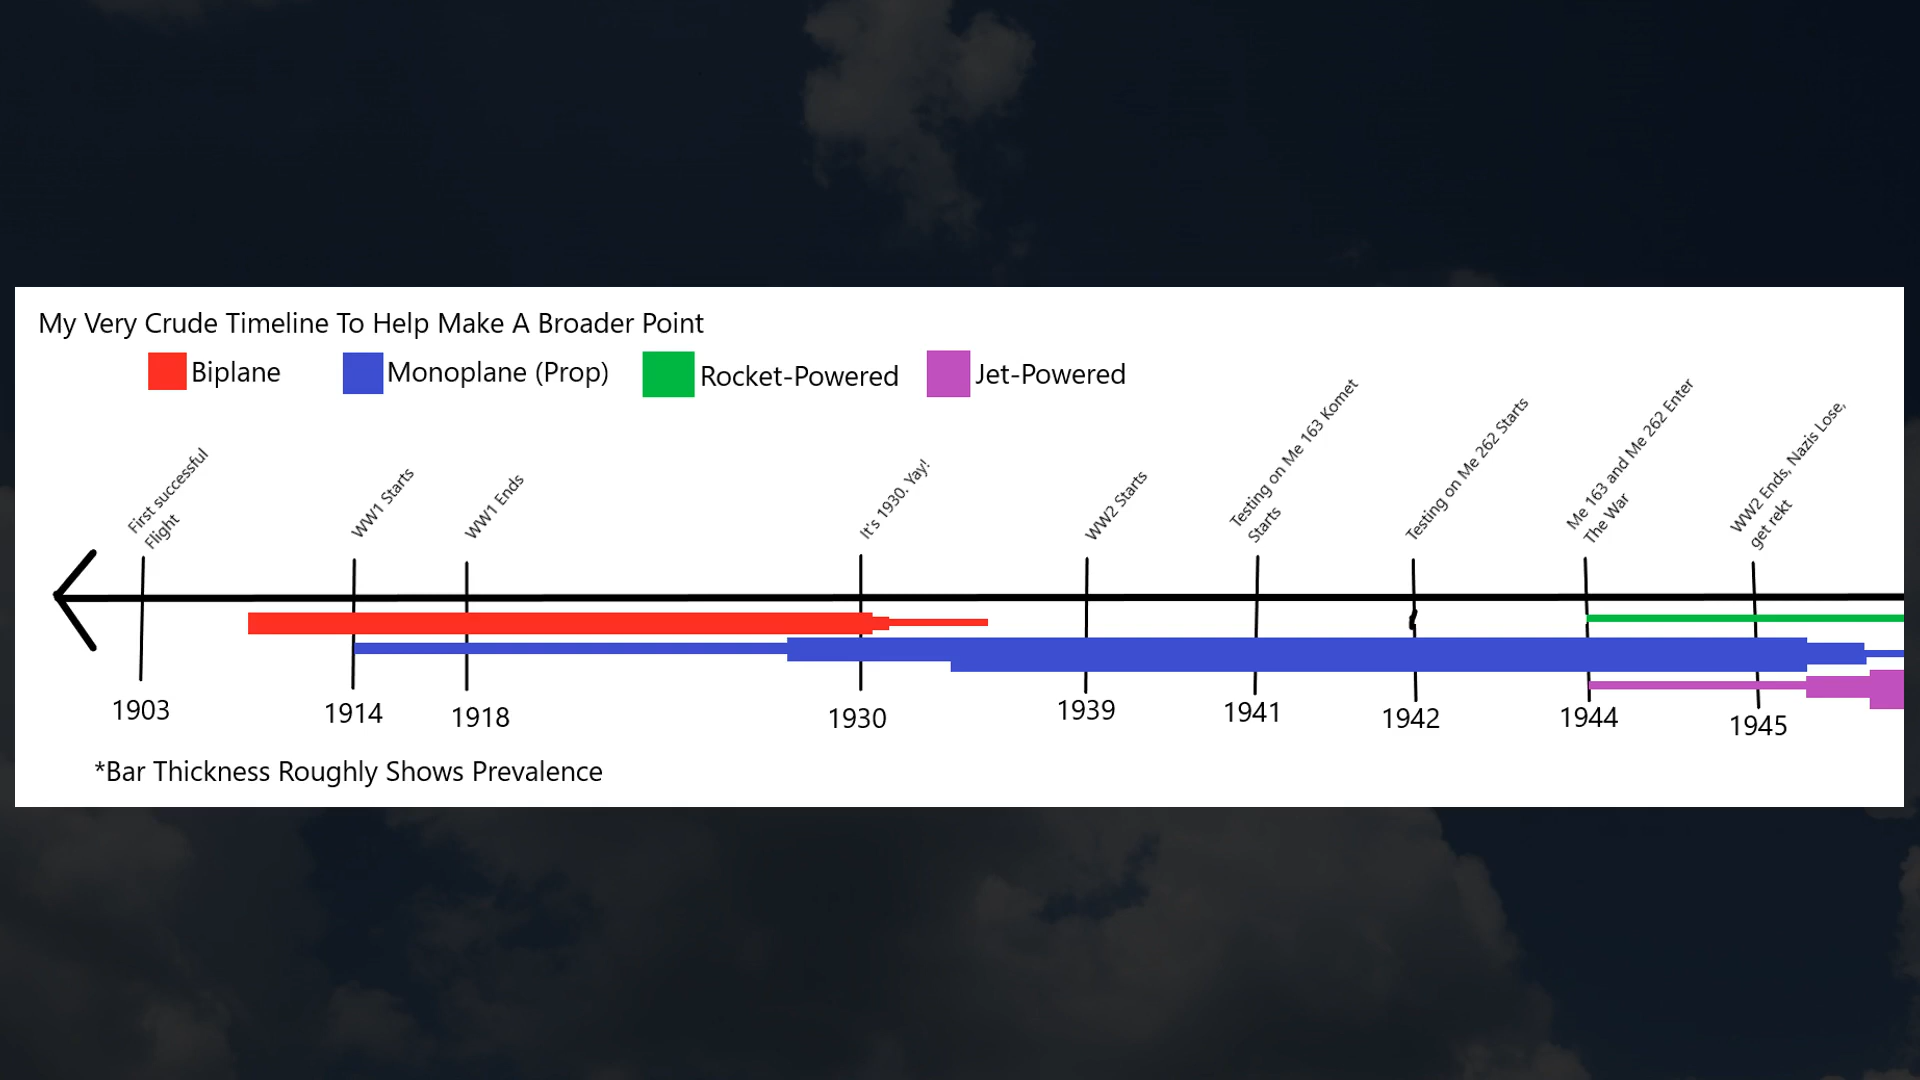 My Very Crude Timeline To Help Make A Broader Point
Biplane
Monoplane (Prop)
Rocket-Powered
Jet-Powered
First successful
Flight
WW1 Starts
WW1 Ends
It's 1930. Yay!
WW2 Starts
Testing on Me 163 Komet
Starts
Testing on Me 262 Starts
Me 163 and Me 262 Enter
The War
WW2 Ends, Nazis Lose,
get rekt
1903
1914
1918
1930
1939
1941
1942
1944
1945
*Bar Thickness Roughly Shows Prevalence